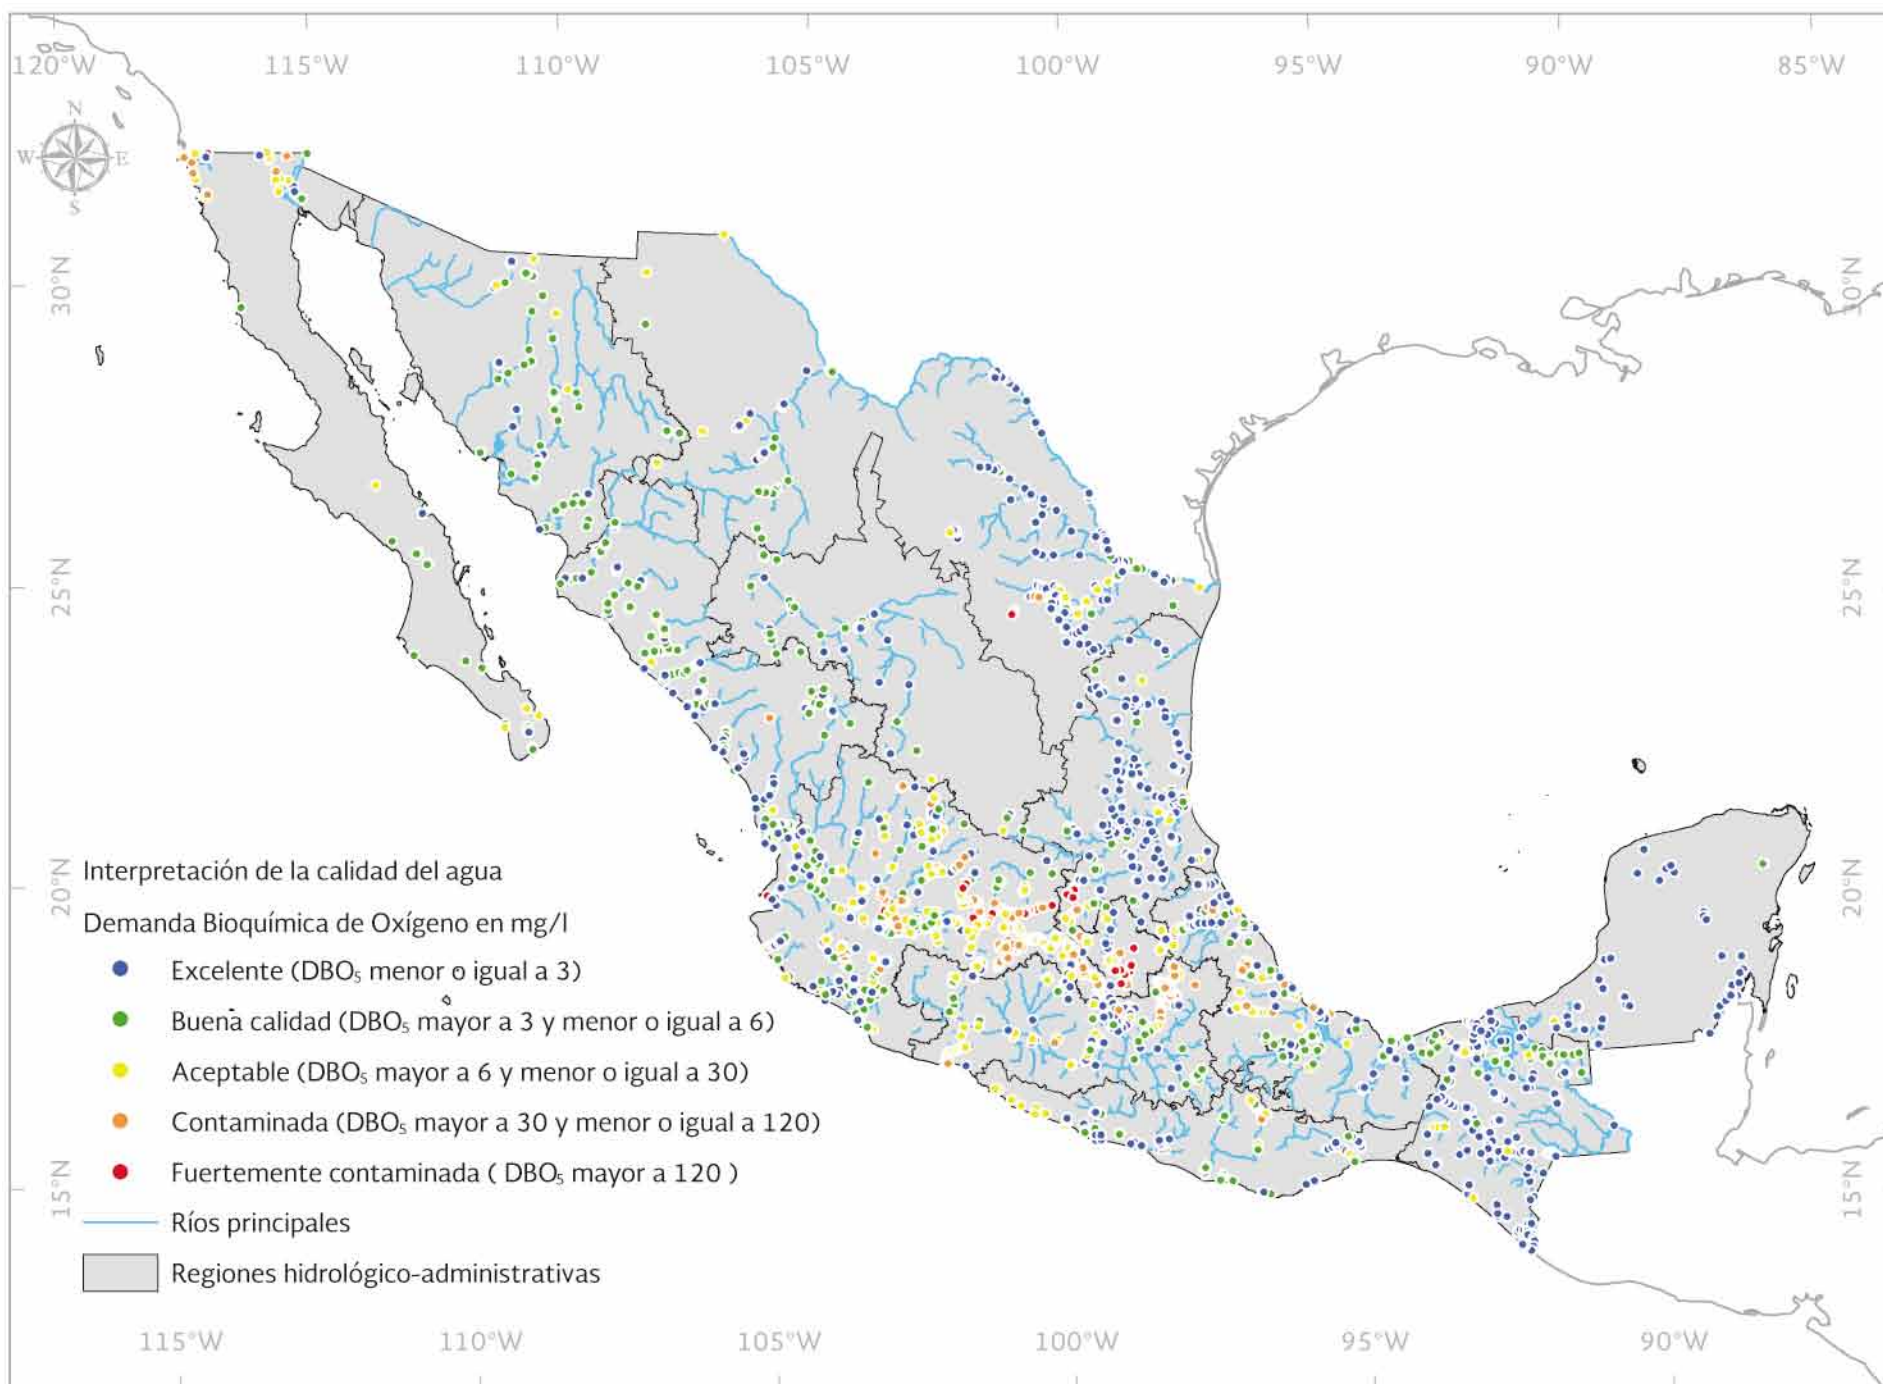 120°W 115°W 110°W 105°W 100°W 95°W 90°W 85°W
N
W E
S
30°N 30°N
25°N 25°N
20°N 20°N
15°N 15°N
Interpretación de la calidad del agua
Demanda Bioquímica de Oxígeno en mg/l
Excelente (DBO₅ menor o igual a 3)
Buena calidad (DBO₅ mayor a 3 y menor o igual a 6)
Aceptable (DBO₅ mayor a 6 y menor o igual a 30)
Contaminada (DBO₅ mayor a 30 y menor o igual a 120)
Fuertemente contaminada ( DBO₅ mayor a 120 )
Ríos principales
Regiones hidrológico-administrativas
115°W 110°W 105°W 100°W 95°W 90°W